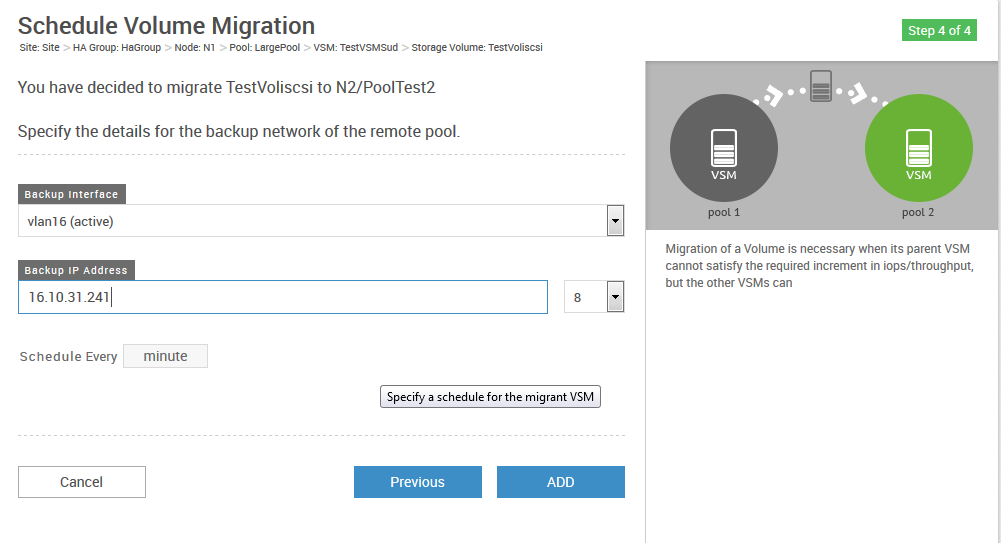 Schedule Volume Migration
Step 4 of 4
Site: Site > HA Group: HaGroup > Node: N1 > Pool: LargePool > VSM: TestVSMSud > Storage Volume: TestVoliscsi
You have decided to migrate TestVoliscsi to N2/PoolTest2
Specify the details for the backup network of the remote pool.
Backup Interface
vlan16 (active)
Backup IP Address
16.10.31.241
8
Schedule Every minute
Specify a schedule for the migrant VSM
Cancel
Previous
ADD
VSM
VSM
pool 1
pool 2
Migration of a Volume is necessary when its parent VSM
cannot satisfy the required increment in iops/throughput,
but the other VSMs can